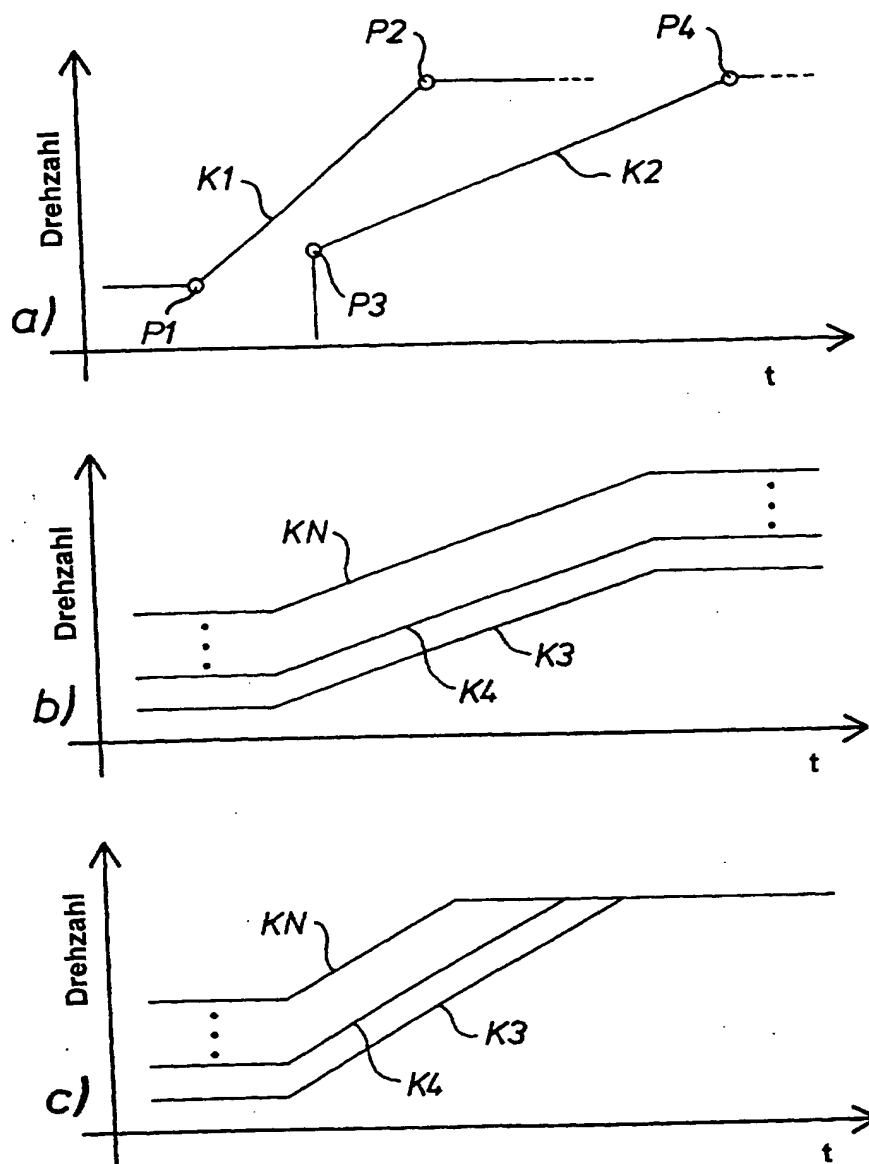 P2
P4
Drehzahl
K1
K2
P1
P3
a)
t
Drehzahl
KN
K3
K4
b)
t
Drehzahl
KN
K3
K4
c)
t